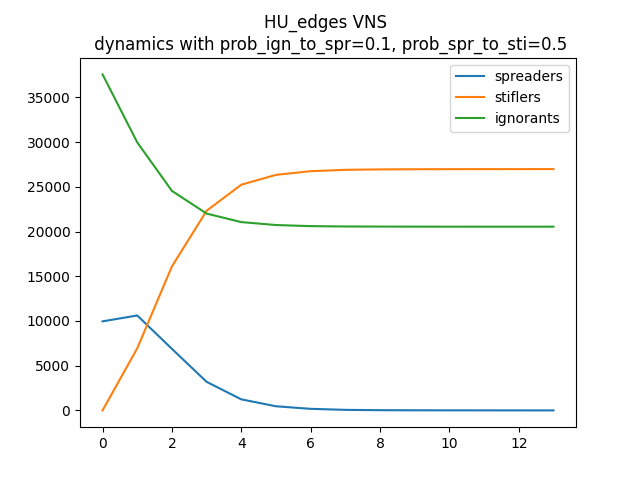 HU_edges VNS
dynamics with prob_ign_to_spr=0.1, prob_spr_to_sti=0.5
spreaders
stiflers
ignorants
35000
30000
25000
20000
15000
10000
5000
0
0 2 4 6 8 10 12